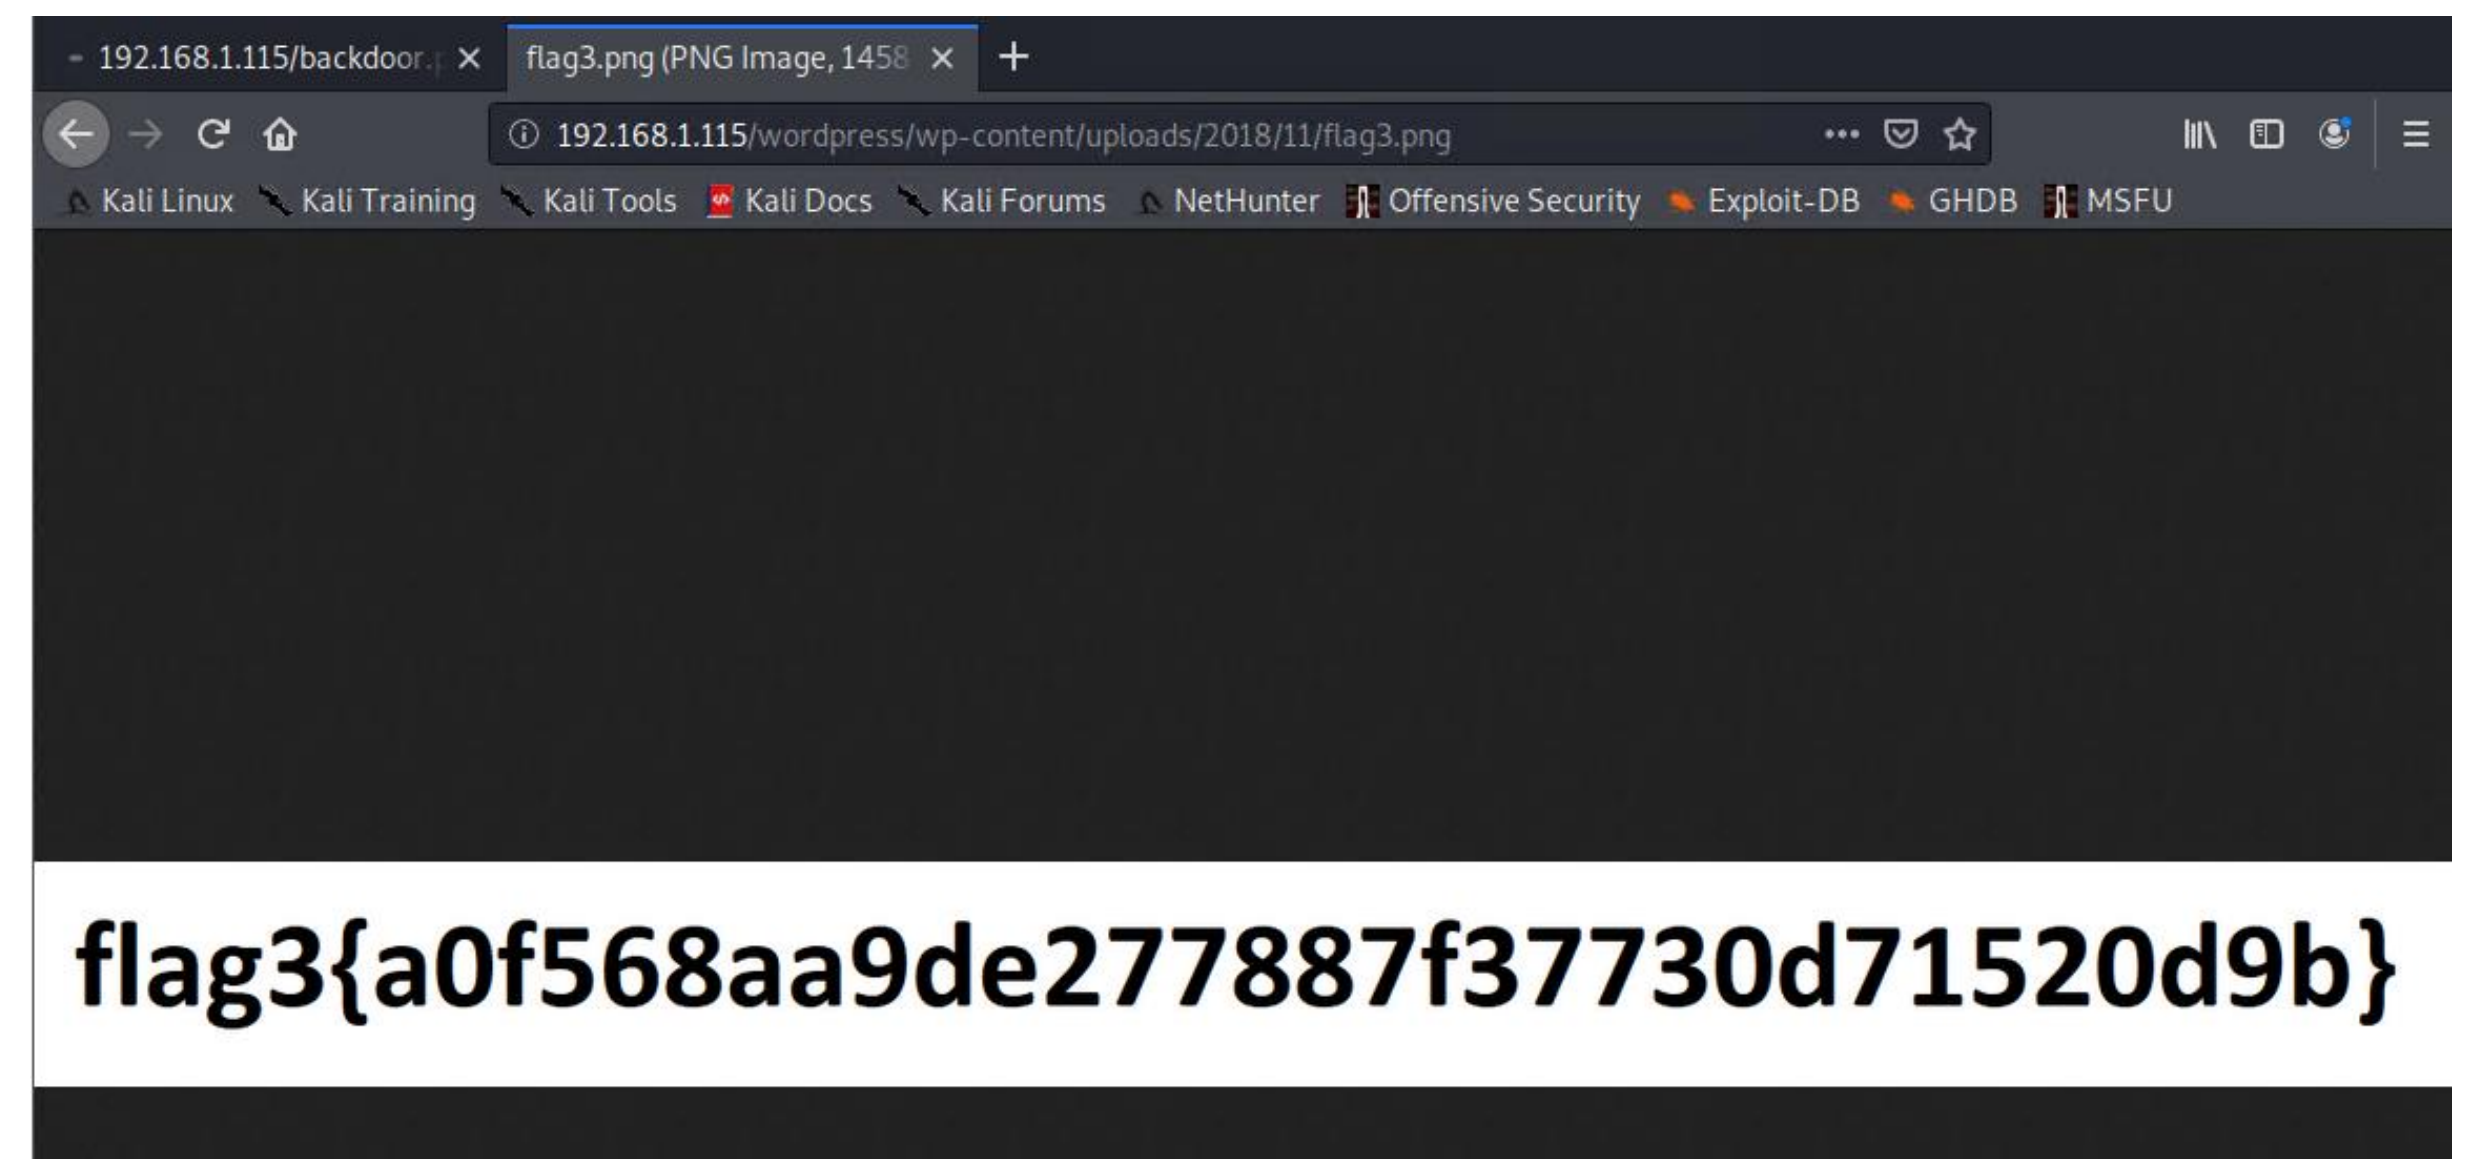 192.168.1.115/backdoor.p
flag3.png (PNG Image, 1458
192.168.1.115/wordpress/wp-content/uploads/2018/11/flag3.png
Kali Linux Kali Training Kali Tools Kali Docs Kali Forums NetHunter Offensive Security Exploit-DB GHDB MSFU
flag3{a0f568aa9de277887f37730d71520d9b}